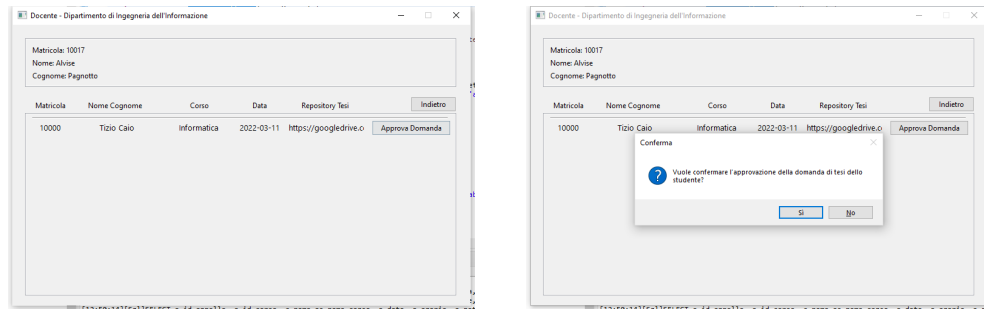 Docente - Dipartimento di Ingegneria dell'Informazione
Matricola: 10017
Nome: Alvise
Cognome: Pagnotto
Matricola Nome Cognome Corso Data Repository Tesi Indietro
10000 Tizio Caio Informatica 2022-03-11 https://googledrive.co Approva Domanda
Docente - Dipartimento di Ingegneria dell'Informazione
Matricola: 10017
Nome: Alvise
Cognome: Pagnotto
Matricola Nome Cognome Corso Data Repository Tesi Indietro
10000 Tizio Caio Informatica 2022-03-11 https://googledrive.co Approva Domanda
Conferma
Vuole confermare l'approvazione della domanda di tesi dello
studente?
Sì No